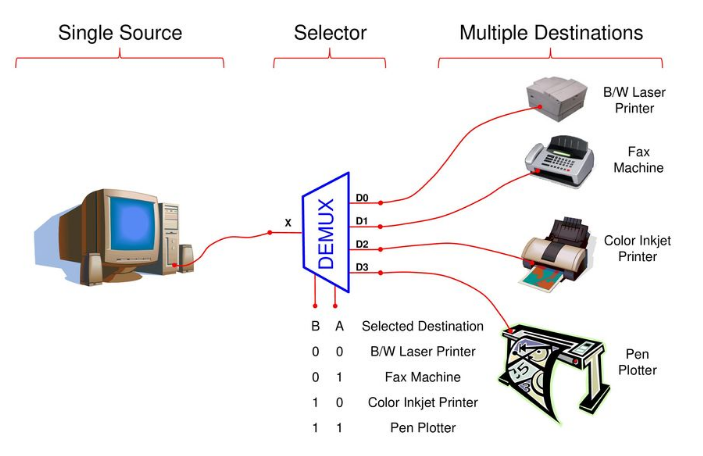 Single Source
Selector
Multiple Destinations
B/W Laser
Printer
Fax
Machine
D0
D1
X
DEMUX
D2
D3
Color Inkjet
Printer
B A Selected Destination
0 0 B/W Laser Printer
0 1 Fax Machine
1 0 Color Inkjet Printer
1 1 Pen Plotter
Pen
Plotter